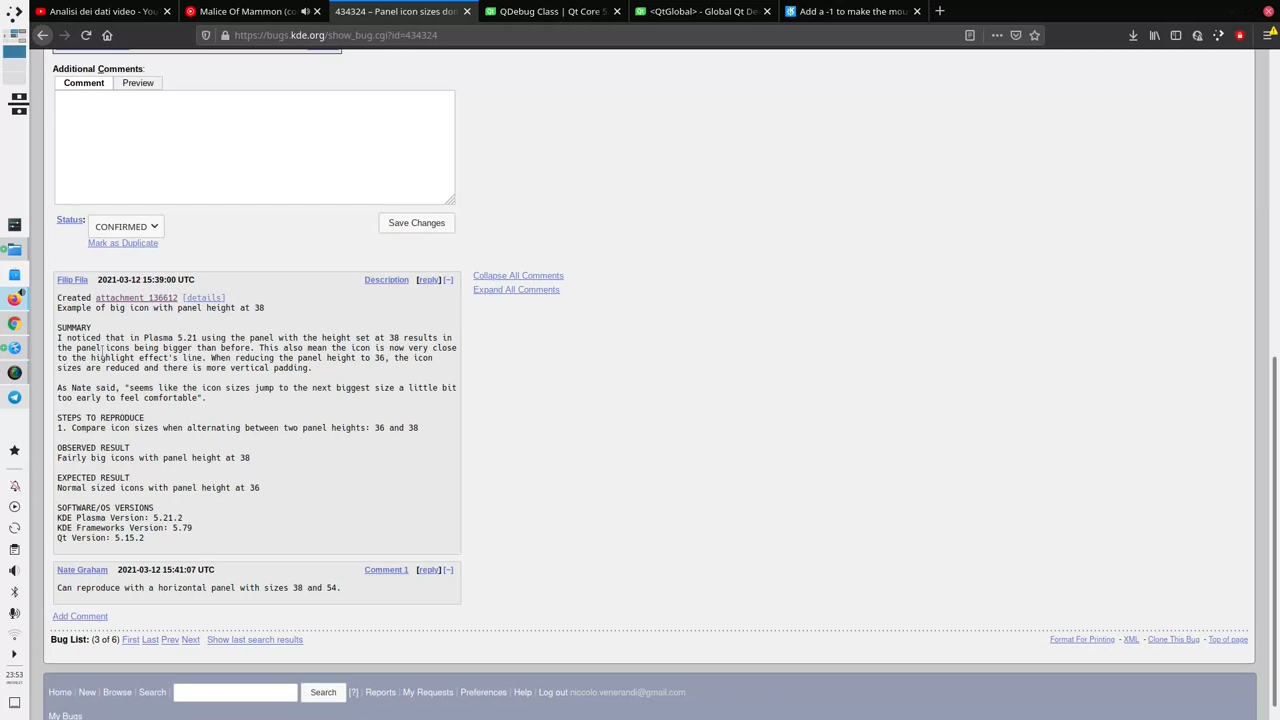 Analisi dei dati video - You
Malice Of Mammon (co
434324 – Panel icon sizes don
QDebug Class | Qt Core 5
<QtGlobal> - Global Decl
Add a -1 to make the mou
https://bugs.kde.org/show_bug.cgi?id=434324
Additional Comments:
Comment Preview
Status: CONFIRMED Save Changes
Mark as Duplicate
Filip Fila 2021-03-12 15:39:00 UTC Description [reply] [−]
Collapse All Comments
Expand All Comments
Created attachment 136612 [details]
Example of big icon with panel height at 38
SUMMARY
I noticed that in Plasma 5.21 using the panel with the height set at 38 results in
the panel icons being bigger than before. This also mean the icon is now very close
to the highlight effect's line. When reducing the panel height to 36, the icon
sizes are reduced and there is more vertical padding.
As Nate said, "seems like the icon sizes jump to the next biggest size a little bit
too early to feel comfortable".
STEPS TO REPRODUCE
1. Compare icon sizes when alternating between two panel heights: 36 and 38
OBSERVED RESULT
Fairly big icons with panel height at 38
EXPECTED RESULT
Normal sized icons with panel height at 36
SOFTWARE/OS VERSIONS
KDE Plasma Version: 5.21.2
KDE Frameworks Version: 5.79
Qt Version: 5.15.2
Nate Graham 2021-03-12 15:41:07 UTC Comment 1 [reply] [−]
Can reproduce with a horizontal panel with sizes 38 and 54.
Add Comment
Bug List: (3 of 6) First Last Prev Next Show last search results
Format For Printing - XML - Clone This Bug - Top of page
23:53
Home | New | Browse | Search | Search [?] | Reports | My Requests | Preferences | Help | Log out niccolo.venerandi@gmail.com
My Bugs